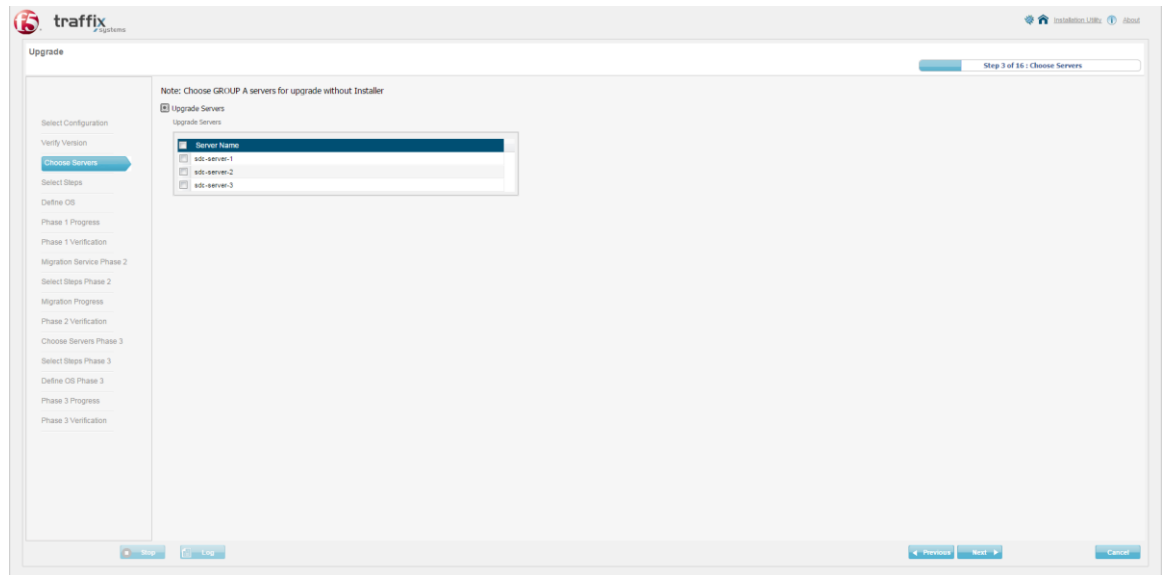 f5 traffix systems
Installation Utility About
Upgrade
Step 3 of 16 : Choose Servers
Note: Choose GROUP A servers for upgrade without Installer
Upgrade Servers
Upgrade Servers
Server Name
sdc-server-1
sdc-server-2
sdc-server-3
Select Configuration
Verify Version
Choose Servers
Select Steps
Define OS
Phase 1 Progress
Phase 1 Verification
Migration Service Phase 2
Select Steps Phase 2
Migration Progress
Phase 2 Verification
Choose Servers Phase 3
Select Steps Phase 3
Define OS Phase 3
Phase 3 Progress
Phase 3 Verification
Stop Log Previous Next Cancel